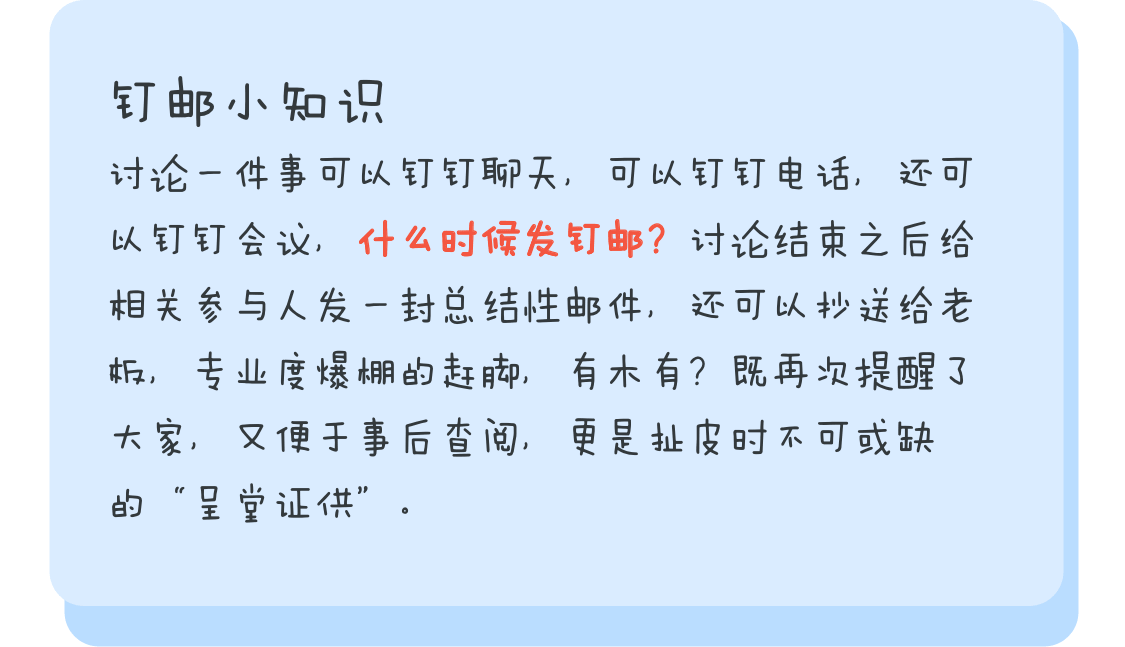 钉邮小知识
讨论一件事可以钉钉聊天，可以钉钉电话，还可
以钉钉会议，什么时候发钉邮？讨论结束之后给
相关参与人发一封总结性邮件，还可以抄送给老
板，专业度爆棚的赶脚，有木有？既再次提醒了
大家，又便于事后查阅，更是扯皮时不可或缺
的“呈堂证供”。